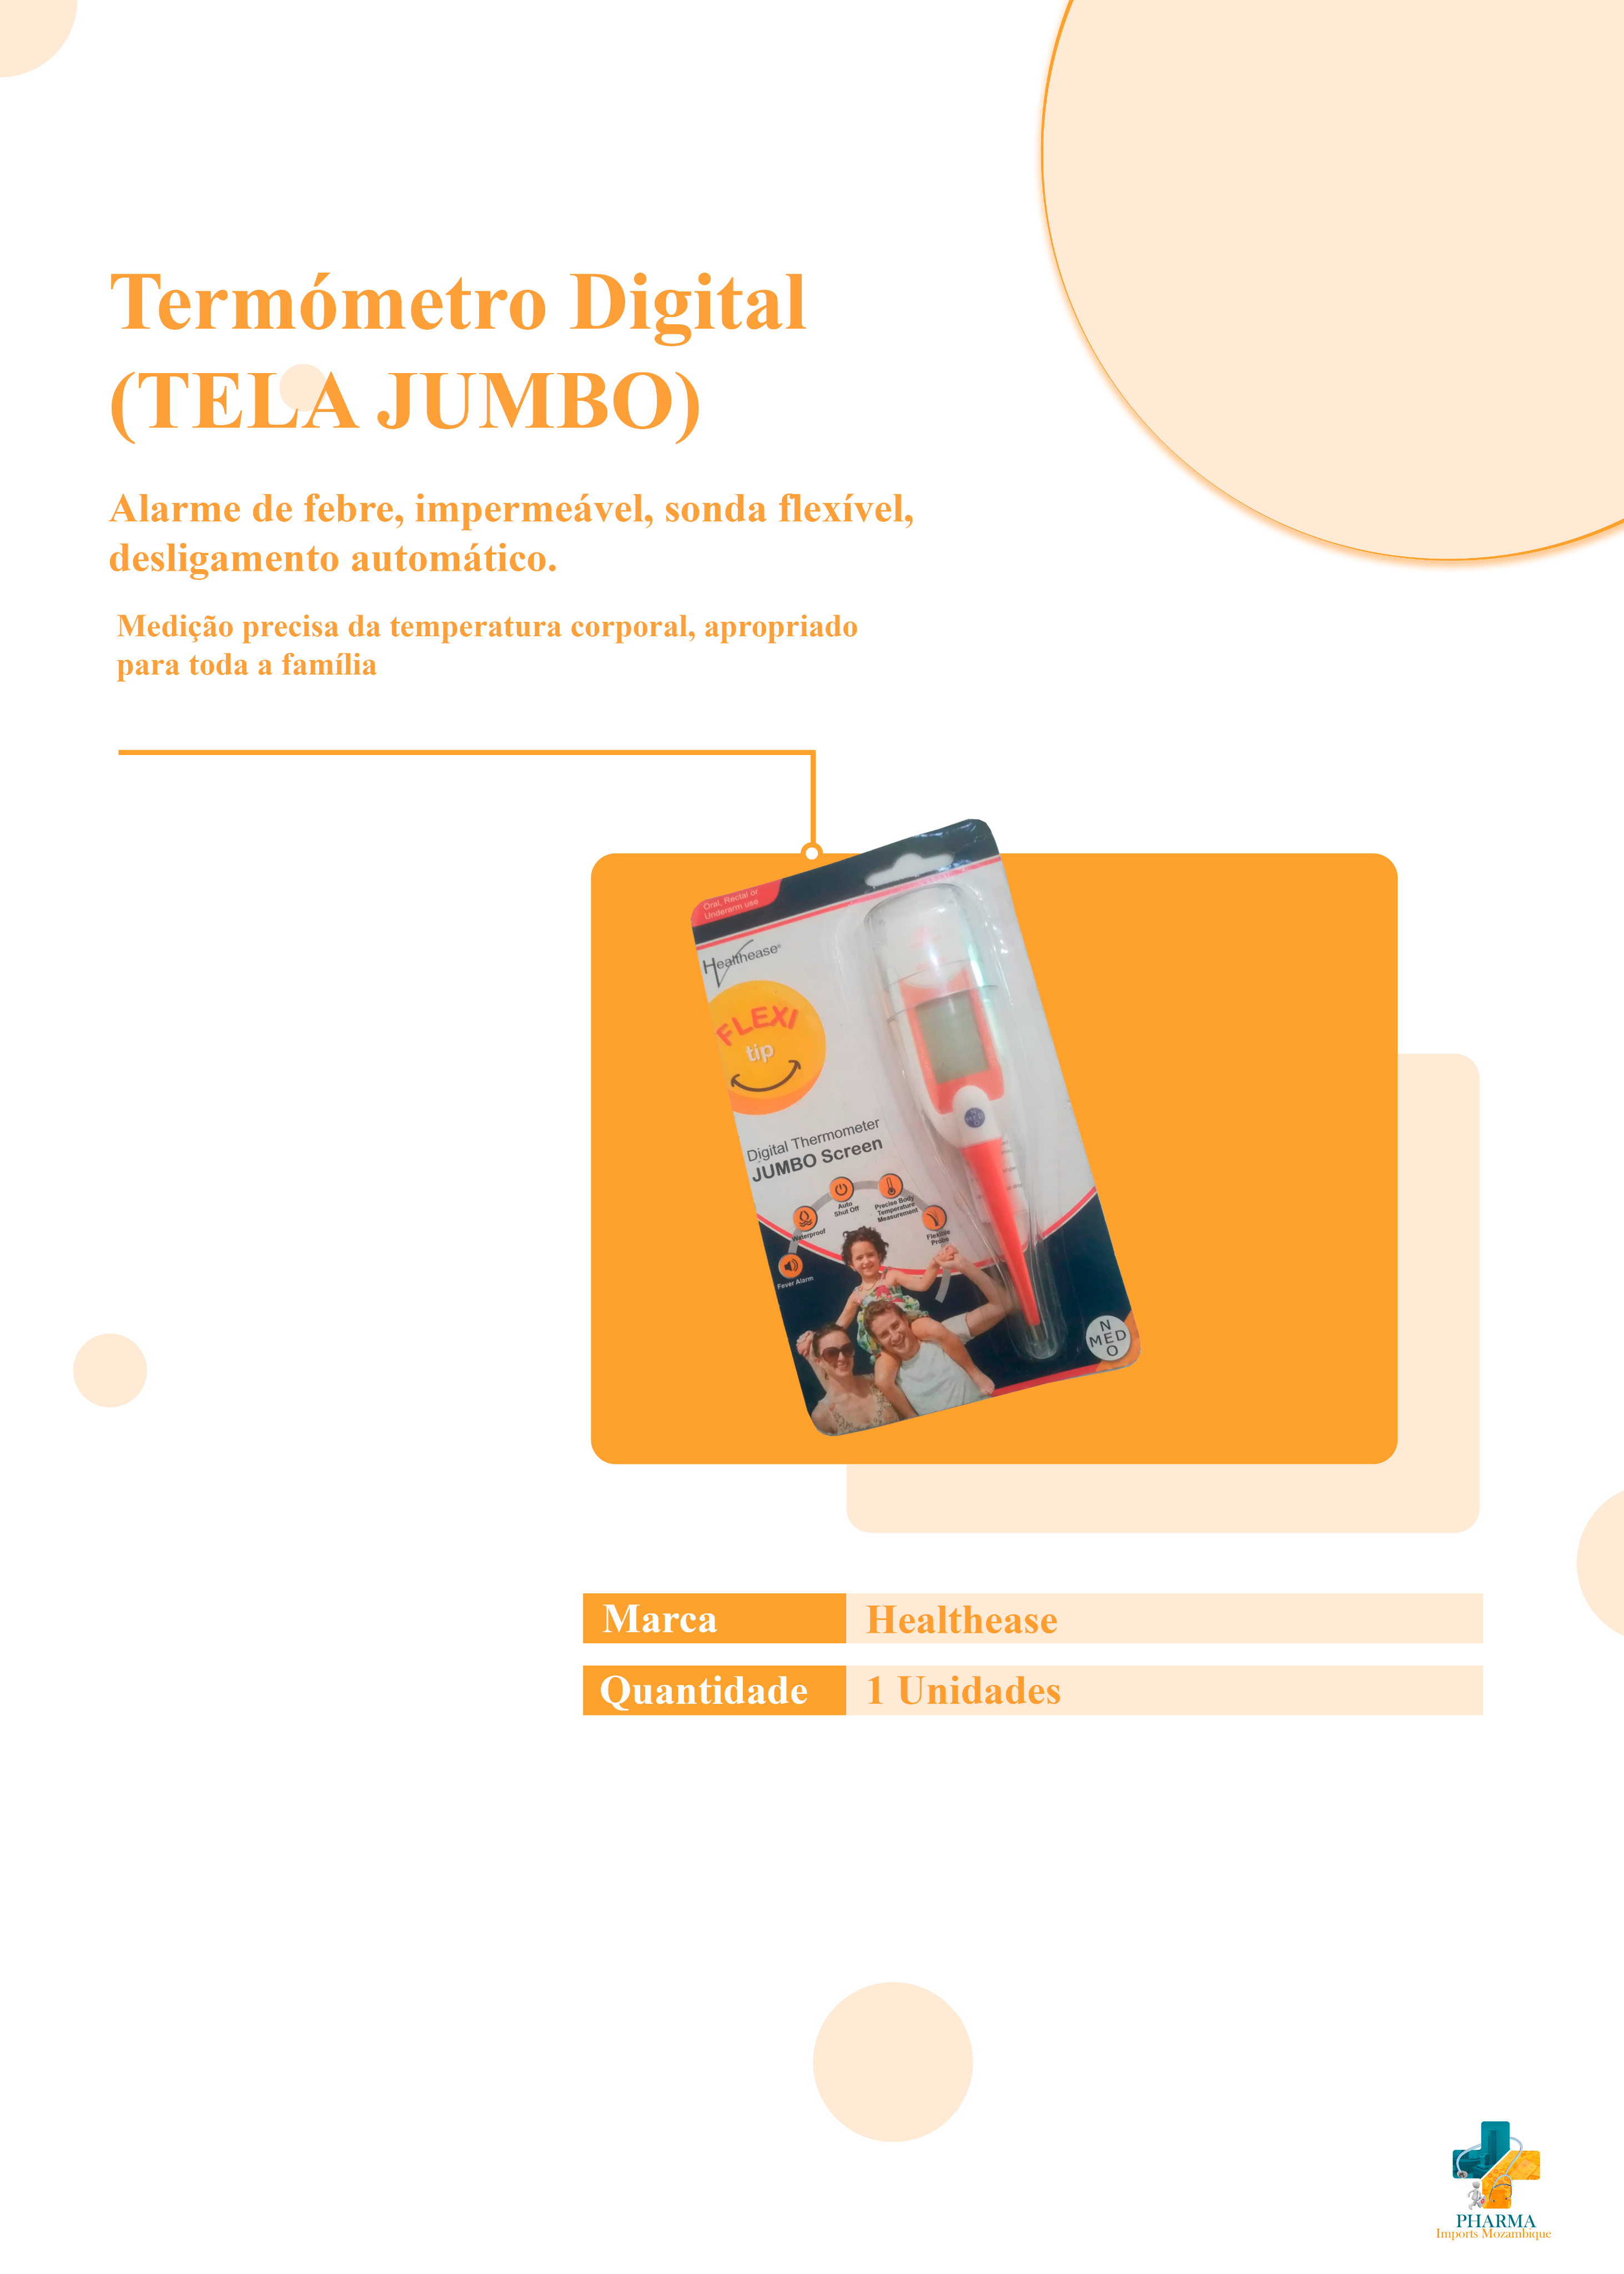 Termómetro Digital
(TELA JUMBO)
Alarme de febre, impermeável, sonda flexível,
desligamento automático.
Medição precisa da temperatura corporal, apropriado
para toda a família
Oral, Rectal or
Underarm use
Healthease®
FLEXI
tip
Digital Thermometer
JUMBO Screen
Auto
Shut Off
Precise Body
Temperature
Measurement
Waterproof
Flexible
Probe
Fever Alarm
N
MED
O
Marca
Healthease
Quantidade
1 Unidades
PHARMA
Imports Mozambique